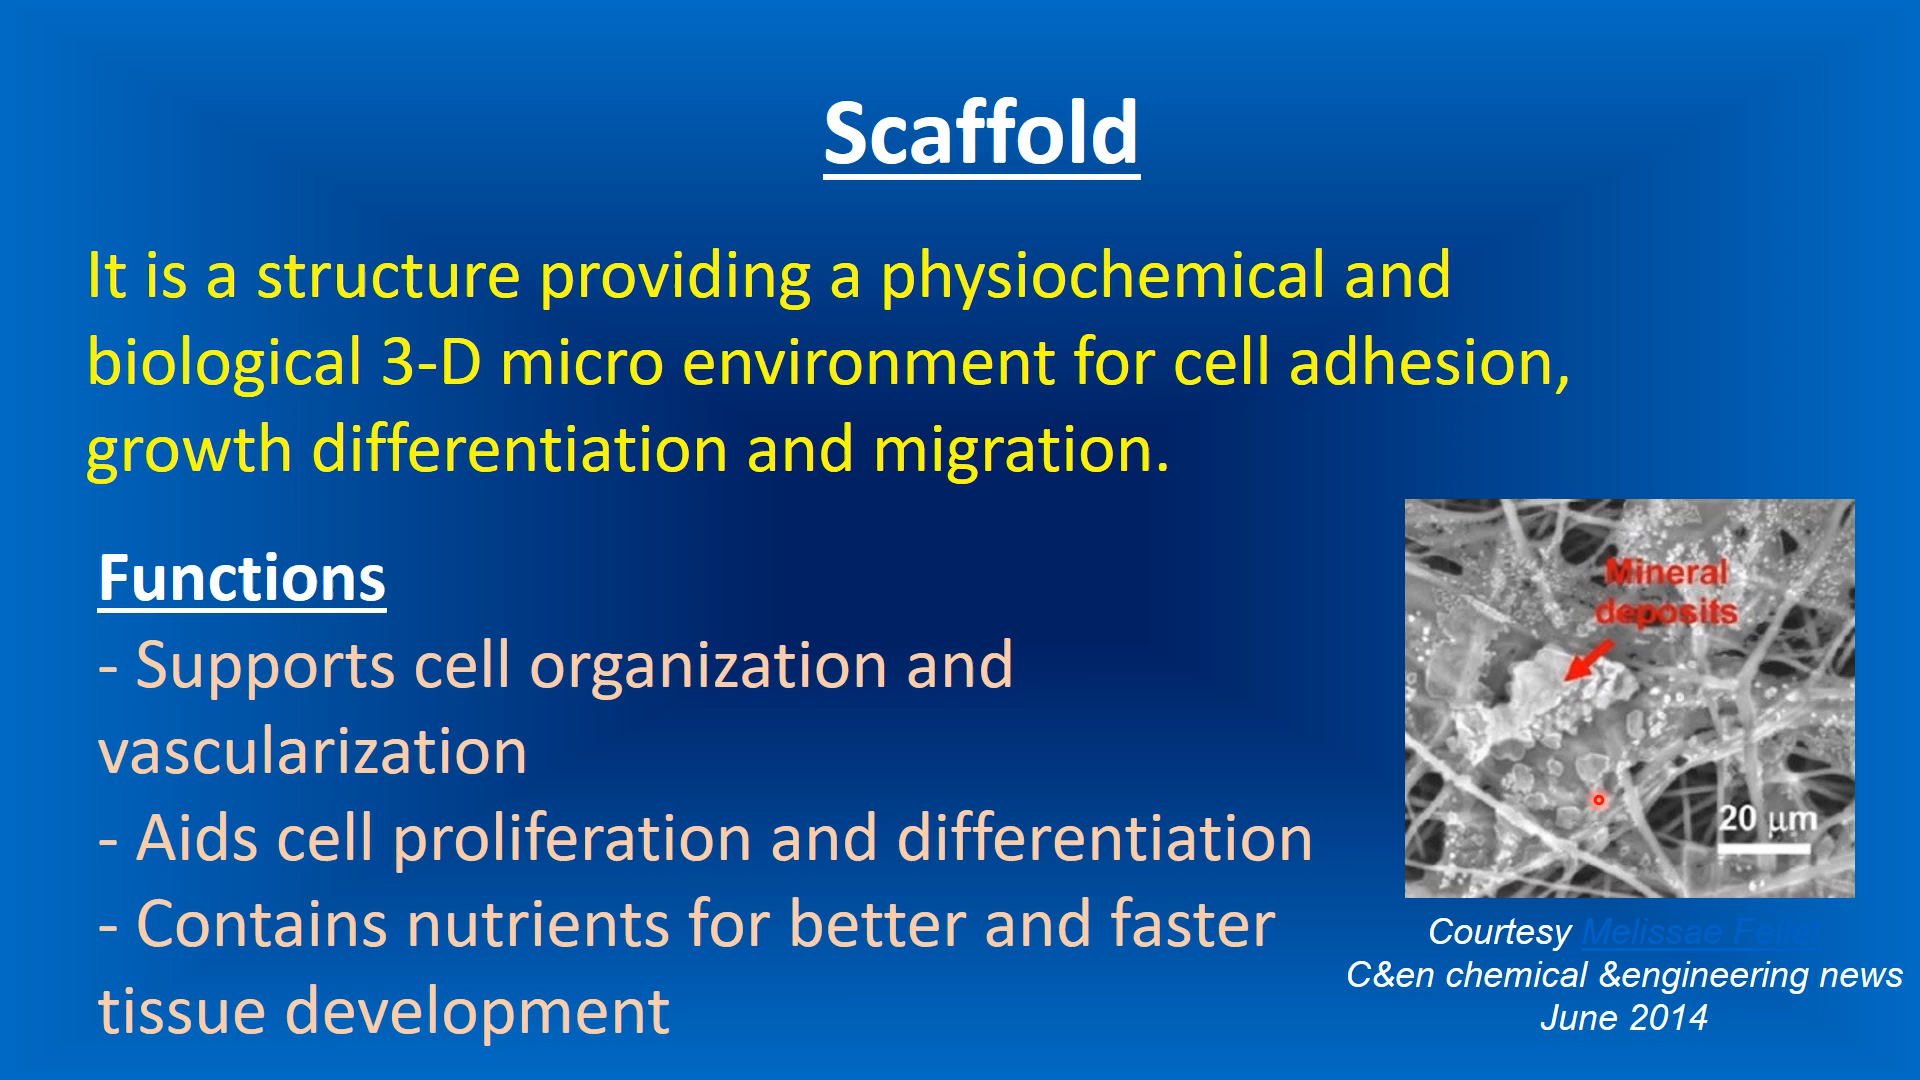 Scaffold
It is a structure providing a physiochemical and
biological 3-D micro environment for cell adhesion,
growth differentiation and migration.
Functions
- Supports cell organization and
vascularization
- Aids cell proliferation and differentiation
- Contains nutrients for better and faster
tissue development
Mineral
deposits
20 μm
Courtesy Melissae
C&en chemical &engineering news
June 2014